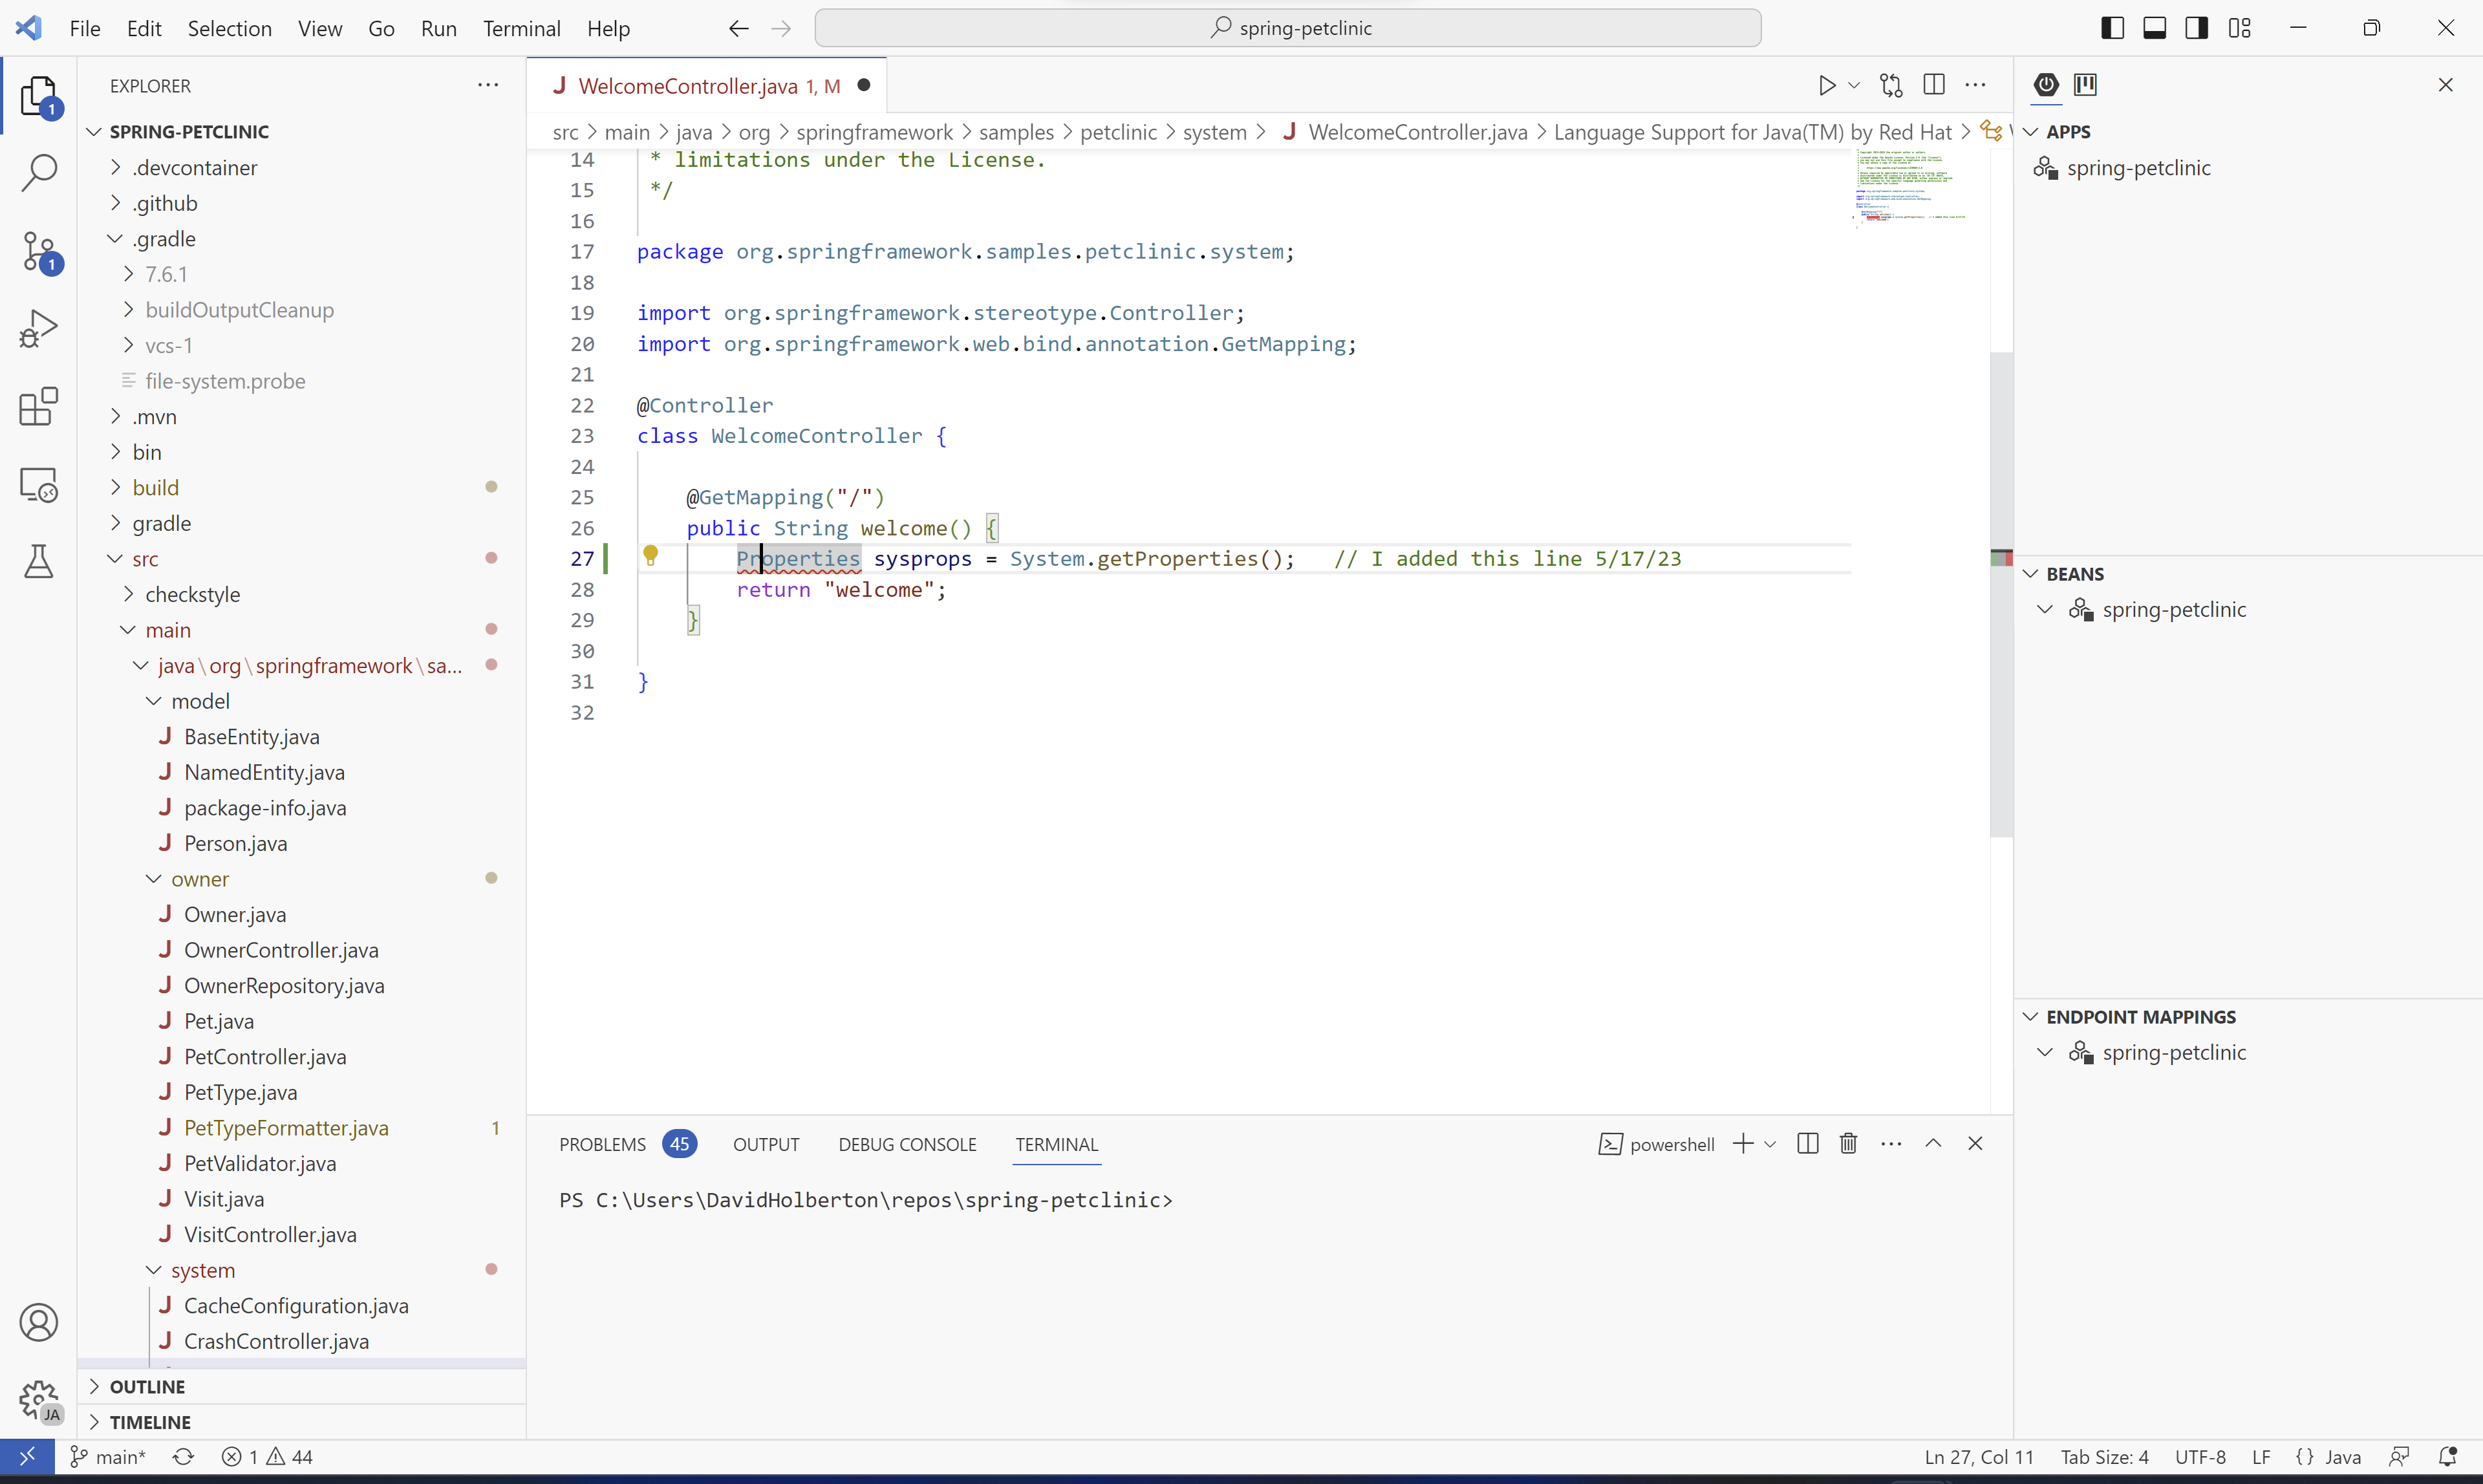 File Edit Selection View Go Run Terminal Help
spring-petclinic
EXPLORER
SPRING-PETCLINIC
.devcontainer
.github
.gradle
7.6.1
buildOutputCleanup
vcs-1
file-system.probe
.mvn
bin
build
gradle
src
checkstyle
main
java\org\springframework\sa...
model
BaseEntity.java
NamedEntity.java
package-info.java
Person.java
owner
Owner.java
OwnerController.java
OwnerRepository.java
Pet.java
PetController.java
PetType.java
PetTypeFormatter.java 1
PetValidator.java
Visit.java
VisitController.java
system
CacheConfiguration.java
CrashController.java
OUTLINE
TIMELINE
1
1
JA
WelcomeController.java 1, M
src > main > java > org > springframework > samples > petclinic > system > WelcomeController.java > Language Support for Java(TM) by Red Hat >
14 * limitations under the License.
15 */
16
17 package org.springframework.samples.petclinic.system;
18
19 import org.springframework.stereotype.Controller;
20 import org.springframework.web.bind.annotation.GetMapping;
21
22 @Controller
23 class WelcomeController {
24
25 @GetMapping("/")
26 public String welcome() {
27 Properties sysprops = System.getProperties(); // I added this line 5/17/23
28 return "welcome";
29 }
30
31 }
32
PROBLEMS 45 OUTPUT DEBUG CONSOLE TERMINAL
powershell
PS C:\Users\DavidHolberton\repos\spring-petclinic>
APPS
spring-petclinic
BEANS
spring-petclinic
ENDPOINT MAPPINGS
spring-petclinic
main* 1 44
Ln 27, Col 11 Tab Size: 4 UTF-8 LF {} Java